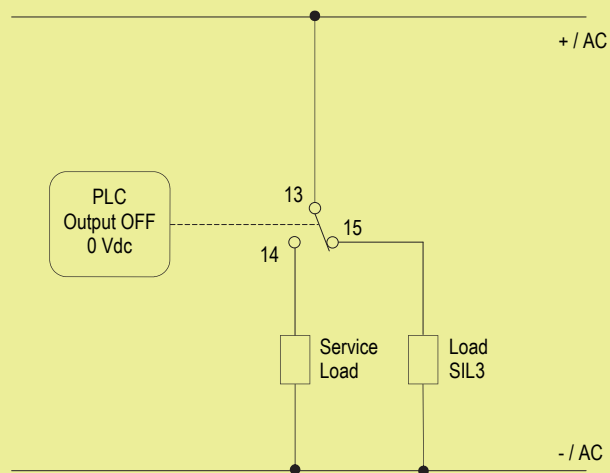 + / AC
PLC
Output OFF
0 Vdc
13
15
14
Service
Load
Load
SIL3
- / AC